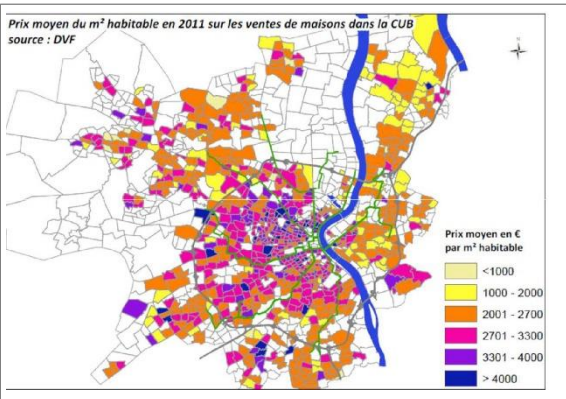 Prix moyen du m² habitable en 2011 sur les ventes de maisons dans la CUB
source : DVF
Prix moyen en €
par m² habitable
<1000
1000 - 2000
2001 - 2700
2701 - 3300
3301 - 4000
> 4000